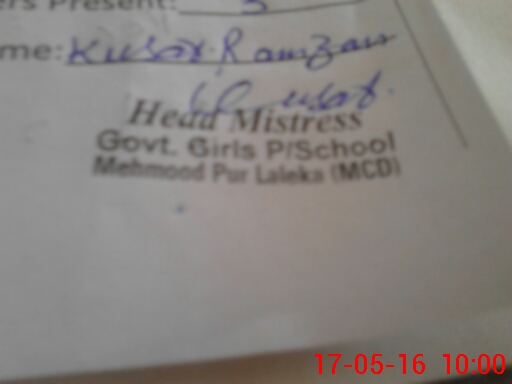 ers Present: 3
me: Kusar Ramzan
Head Mistress
Govt. Girls P/School
Mehmood Pur Laleka (MCD)
17-05-16 10:00